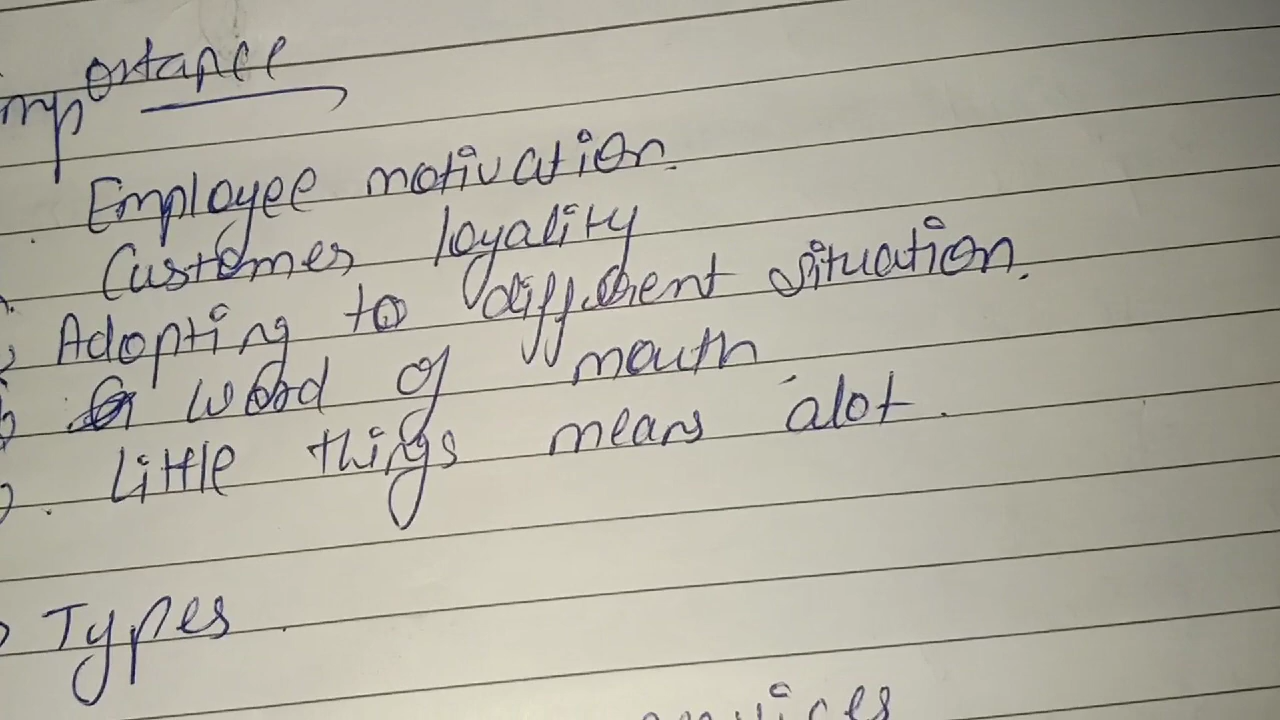 Importance
Employee motivation.
Customer loyality
Adopting to different situation.
word of mouth
Little things means alot.
Types